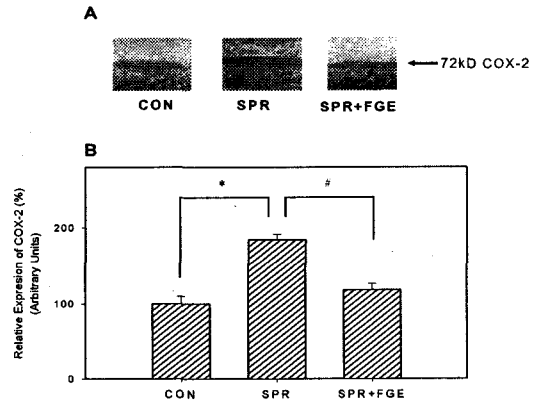 A
72kD COX-2
CON SPR SPR+FGE
B
Relative Expresion of COX-2 (%)
(Arbitrary Units)
* #
200
100
0
CON SPR SPR+FGE